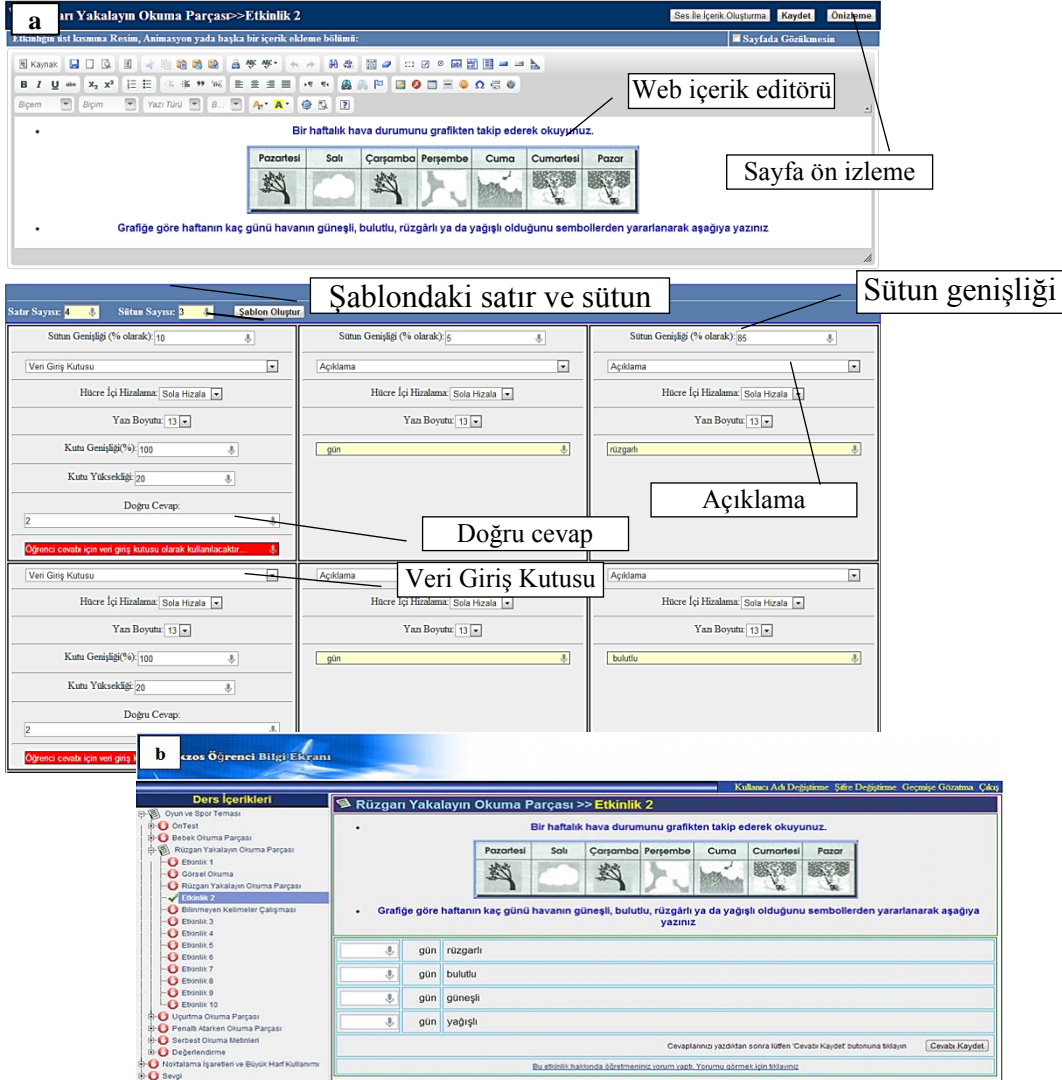 a
arı Yakalayın Okuma Parçası>>Etkinlik 2
Ses İle İçerik Oluşturma Kaydet Önizleme
Etkinliğin üst kısmına Resim, Animasyon yada başka bir içerik ekleme bölümü:
Sayfada Gözükmesin
Kaynak
Biçem Biçim Yazı Türü B...
Web içerik editörü
Bir haftalık hava durumunu grafikten takip ederek okuyunuz.
Pazartesi Salı Çarşamba Perşembe Cuma Cumartesi Pazar
Sayfa ön izleme
Grafiğe göre haftanın kaç günü havanın güneşli, bulutlu, rüzgârlı ya da yağışlı olduğunu sembollerden yararlanarak aşağıya yazınız
Şablondaki satır ve sütun
Sütun genişliği
Satır Sayısı: 4 Sütun Sayısı: 3 Şablon Oluştur
Sütun Genişliği (% olarak): 10 Sütun Genişliği (% olarak): 5 Sütun Genişliği (% olarak): 85
Veri Giriş Kutusu Açıklama Açıklama
Hücre İçi Hizalama: Sola Hizala Hücre İçi Hizalama: Sola Hizala Hücre İçi Hizalama: Sola Hizala
Yazı Boyutu: 13 Yazı Boyutu: 13 Yazı Boyutu: 13
Kutu Genişliği(%): 100 gün rüzgarlı
Kutu Yüksekliği: 20
Açıklama
Doğru Cevap:
2
Doğru cevap
Öğrenci cevabı için veri giriş kutusu olarak kullanılacaktır...
Veri Giriş Kutusu Açıklama Açıklama
Veri Giriş Kutusu
Hücre İçi Hizalama: Sola Hizala Hücre İçi Hizalama: Sola Hizala Hücre İçi Hizalama: Sola Hizala
Yazı Boyutu: 13 Yazı Boyutu: 13 Yazı Boyutu: 13
Kutu Genişliği(%): 100 gün bulutlu
Kutu Yüksekliği: 20
Doğru Cevap:
2
Öğrenci cevabı için veri giriş
b
Öğrenci Bilgi Ekranı
Kullanıcı Adı Değiştirme Şifre Değiştirme Geçmişe Gözatma Çıkış
Ders İçerikleri
Rüzgarı Yakalayın Okuma Parçası >> Etkinlik 2
Oyun ve Spor Teması
ÖnTest
Bebek Okuma Parçası
Rüzgarı Yakalayın Okuma Parçası
Etkinlik 1
Görsel Okuma
Rüzgarı Yakalayın Okuma Parçası
Etkinlik 2
Bilinmeyen Kelimeler Çalışması
Etkinlik 3
Etkinlik 4
Etkinlik 5
Etkinlik 6
Etkinlik 7
Etkinlik 8
Etkinlik 9
Etkinlik 10
Uçurtma Okuma Parçası
Penaltı Atarken Okuma Parçası
Serbest Okuma Metinleri
Değerlendirme
Noktalama İşaretleri ve Büyük Harf Kullanımı
Sevgi
Bir haftalık hava durumunu grafikten takip ederek okuyunuz.
Pazartesi Salı Çarşamba Perşembe Cuma Cumartesi Pazar
Grafiğe göre haftanın kaç günü havanın güneşli, bulutlu, rüzgârlı ya da yağışlı olduğunu sembollerden yararlanarak aşağıya
yazınız
gün rüzgarlı
gün bulutlu
gün güneşli
gün yağışlı
Cevaplarınızı yazdıktan sonra lütfen 'Cevabı Kaydet' butonuna tıklayın Cevabı Kaydet
Bu etkinlik hakkında öğretmeniniz yorum yaptı. Yorumu görmek için tıklayınız